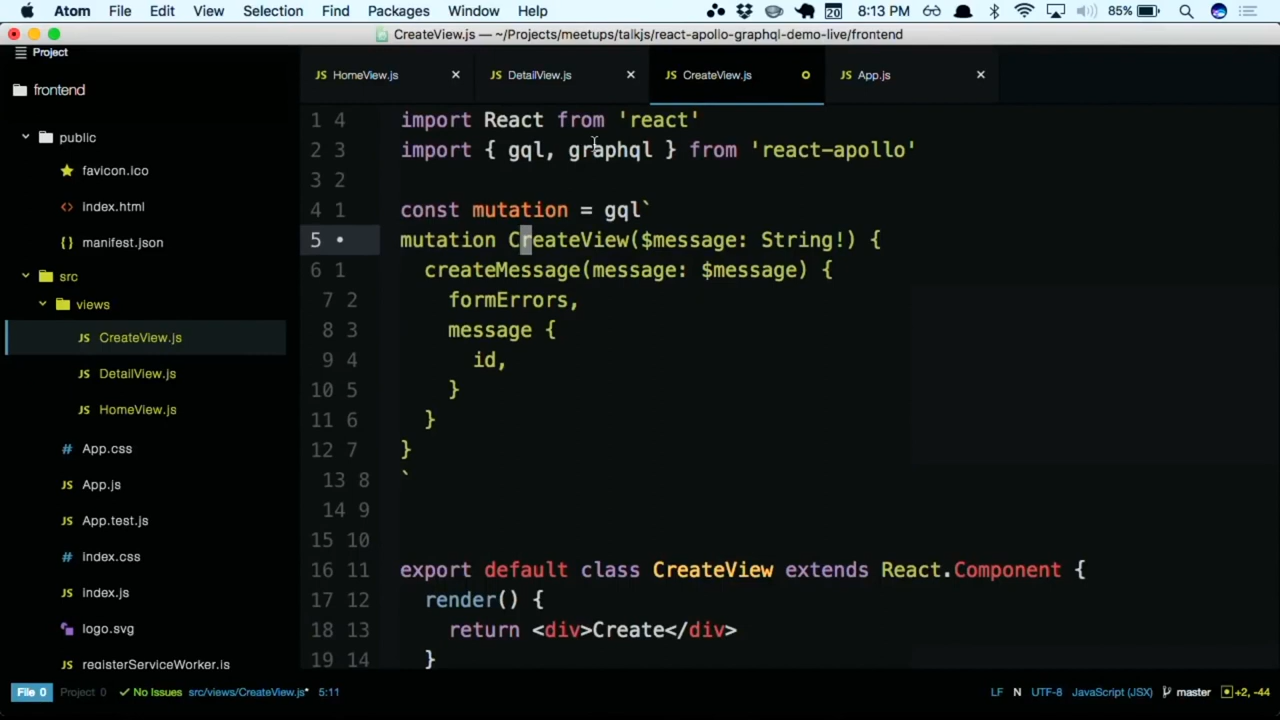 Atom File Edit View Selection Find Packages Window Help 20 8:13 PM 85%
CreateView.js — ~/Projects/meetups/talkjs/react-apollo-graphql-demo-live/frontend
Project
frontend
public
favicon.ico
index.html
manifest.json
src
views
CreateView.js
DetailView.js
HomeView.js
App.css
App.js
App.test.js
index.css
index.js
logo.svg
registerServiceWorker.js
JS HomeView.js × JS DetailView.js × JS CreateView.js JS App.js ×
1 4 import React from 'react'
2 3 import { gql, graphql } from 'react-apollo'
3 2
4 1 const mutation = gql`
5 • mutation CreateView($message: String!) {
6 1 createMessage(message: $message) {
7 2 formErrors,
8 3 message {
9 4 id,
10 5 }
11 6 }
12 7 }
13 8 `
14 9
15 10
16 11 export default class CreateView extends React.Component {
17 12 render() {
18 13 return <div>Create</div>
19 14 }
File 0 Project 0 No Issues src/views/CreateView.js* 5:11 LF N UTF-8 JavaScript (JSX) master +2, -44